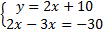 y = 2x + 10
2x − 3x = −30